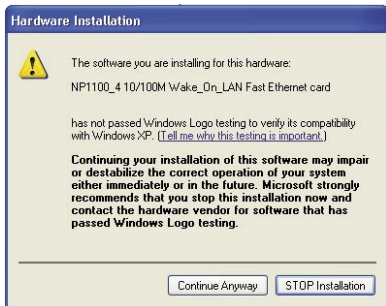 Hardware Installation
The software you are installing for this hardware:
NP1100_4 10/100M Wake_On_LAN Fast Ethernet card
has not passed Windows Logo testing to verify its compatibility
with Windows XP. (Tell me why this testing is important.)
Continuing your installation of this software may impair
or destabilize the correct operation of your system
either immediately or in the future. Microsoft strongly
recommends that you stop this installation now and
contact the hardware vendor for software that has
passed Windows Logo testing.
Continue Anyway
STOP Installation